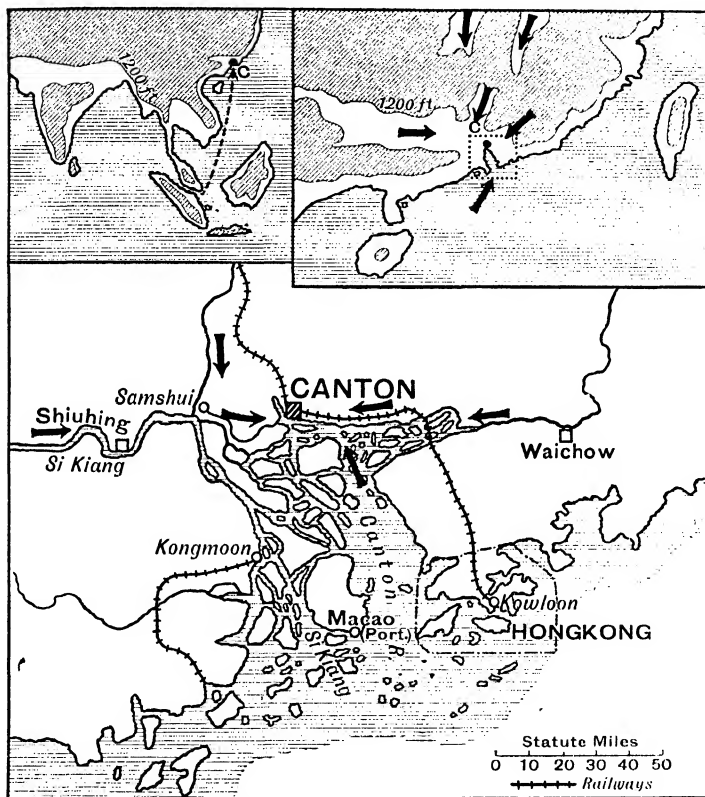 1200 ft.
C
1200 ft.
C
CANTON
Samshui
Shiuhing
Si Kiang
Waichow
Canton R.
Kongmoon
Kowloon
Macao
(Port.)
HONGKONG
Si Kiang
Statute Miles
0 10 20 30 40 50
Railways